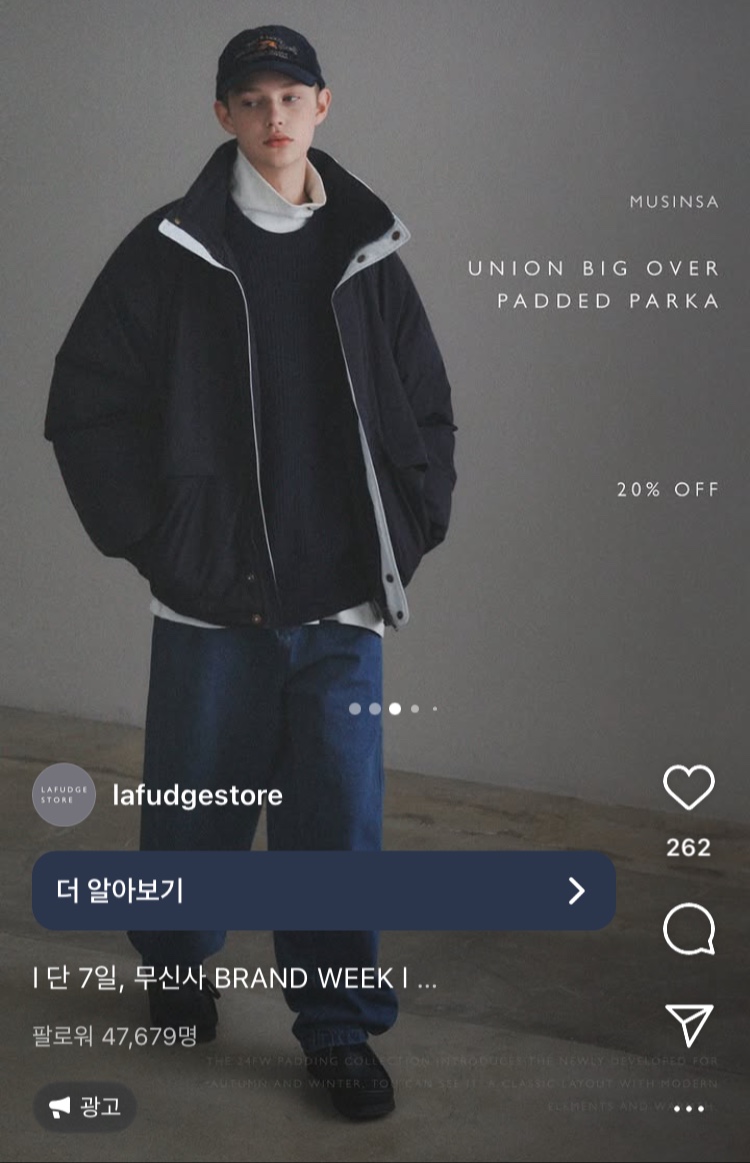 MUSINSA
UNION BIG OVER
PADDED PARKA
20% OFF
LAFUDGE
STORE
lafudgestore
262
더 알아보기
l 단 7일, 무신사 BRAND WEEK l ...
팔로워 47,679명
THE 24FW PADDING COLLECTION INTRODUCES THE NEWLY DEVELOPED FOR
AUTUMN AND WINTER, YOU CAN SEE IT. A CLASSIC LAYOUT WITH MODERN
ELEMENTS AND
광고